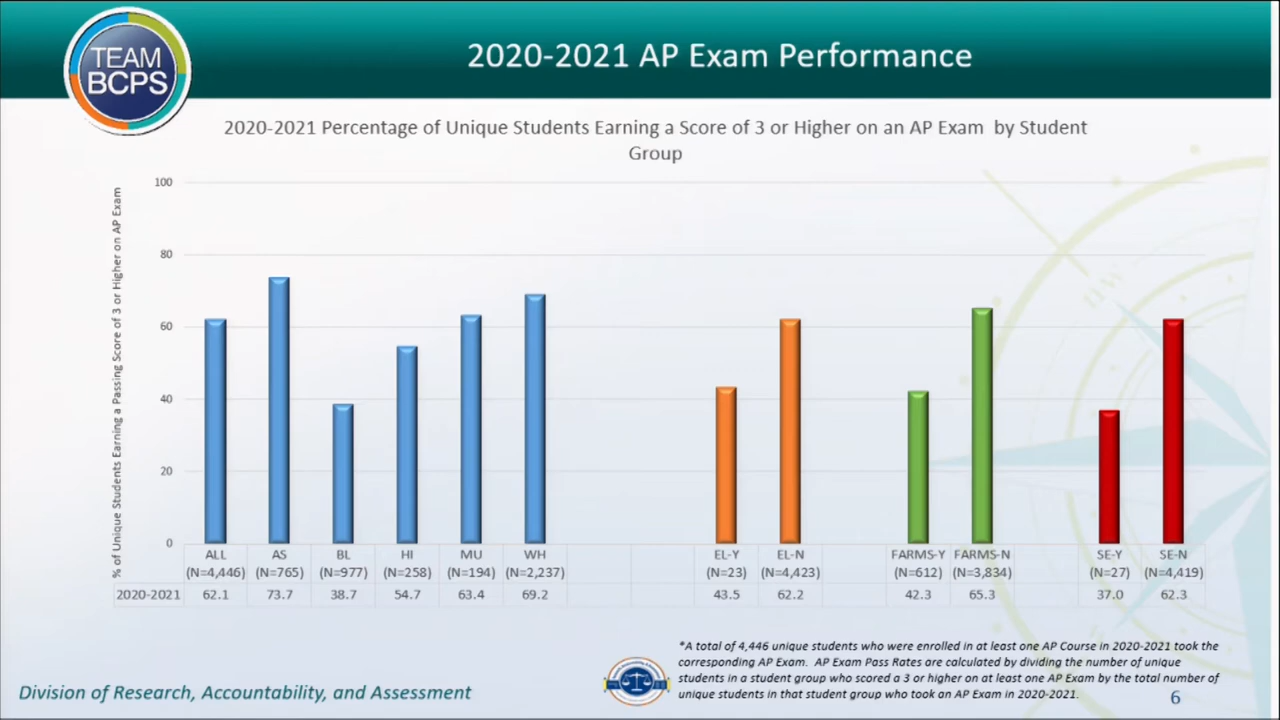 TEAM
BCPS
2020-2021 AP Exam Performance
2020-2021 Percentage of Unique Students Earning a Score of 3 or Higher on an AP Exam by Student
Group
% of Unique Students Earning a Passing Score of 3 or Higher on AP Exam
100
80
60
40
20
0
ALL AS BL HI MU WH EL-Y EL-N FARMS-Y FARMS-N SE-Y SE-N
(N=4,446) (N=765) (N=977) (N=258) (N=194) (N=2,237) (N=23) (N=4,423) (N=612) (N=3,834) (N=27) (N=4,419)
2020-2021 62.1 73.7 38.7 54.7 63.4 69.2 43.5 62.2 42.3 65.3 37.0 62.3
*A total of 4,446 unique students who were enrolled in at least one AP Course in 2020-2021 took the
corresponding AP Exam. AP Exam Pass Rates are calculated by dividing the number of unique
students in a student group who scored a 3 or higher on at least one AP Exam by the total number of
unique students in that student group who took an AP Exam in 2020-2021.
Division of Research, Accountability, and Assessment
6